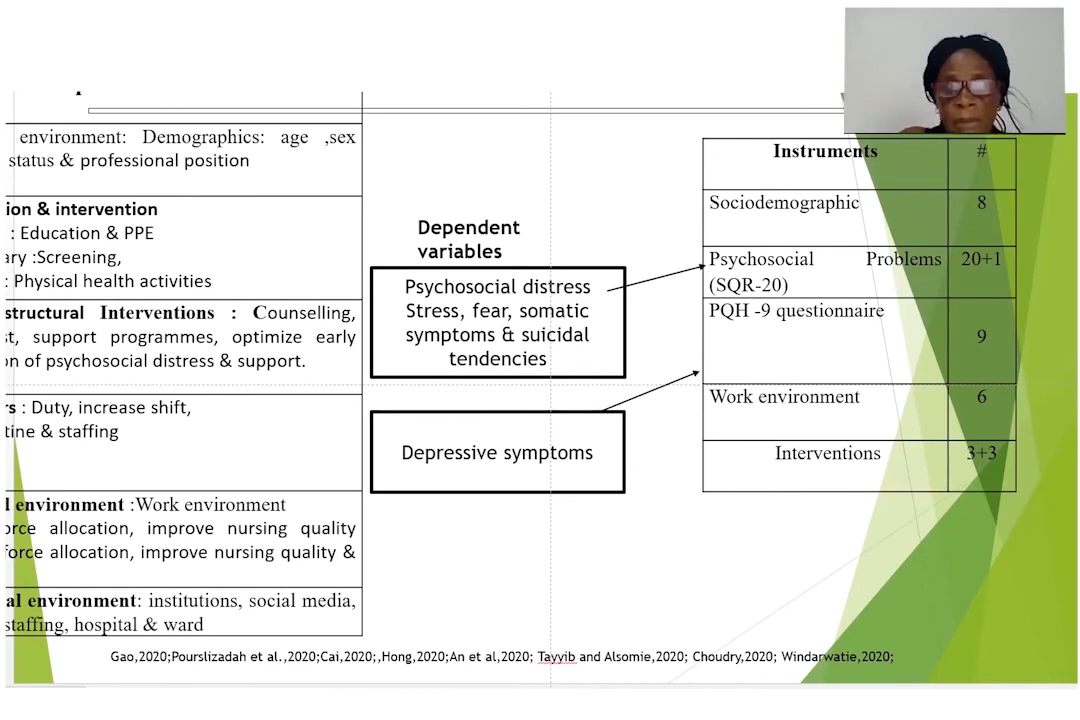 environment: Demographics: age ,sex
status & professional position
ion & intervention
: Education & PPE
ary :Screening,
: Physical health activities
structural Interventions : Counselling,
st, support programmes, optimize early
on of psychosocial distress & support.
rs : Duty, increase shift,
tine & staffing
l environment :Work environment
orce allocation, improve nursing quality
force allocation, improve nursing quality &
al environment: institutions, social media,
staffing, hospital & ward
Dependent
variables
Psychosocial distress
Stress, fear, somatic
symptoms & suicidal
tendencies
Depressive symptoms
Instruments #
Sociodemographic 8
Psychosocial Problems 20+1
(SQR-20)
PQH -9 questionnaire
9
Work environment 6
Interventions 3+3
Gao,2020;Pourslizadah et al.,2020;Cai,2020;,Hong,2020;An et al,2020; Tayyib and Alsomie,2020; Choudry,2020; Windarwatie,2020;